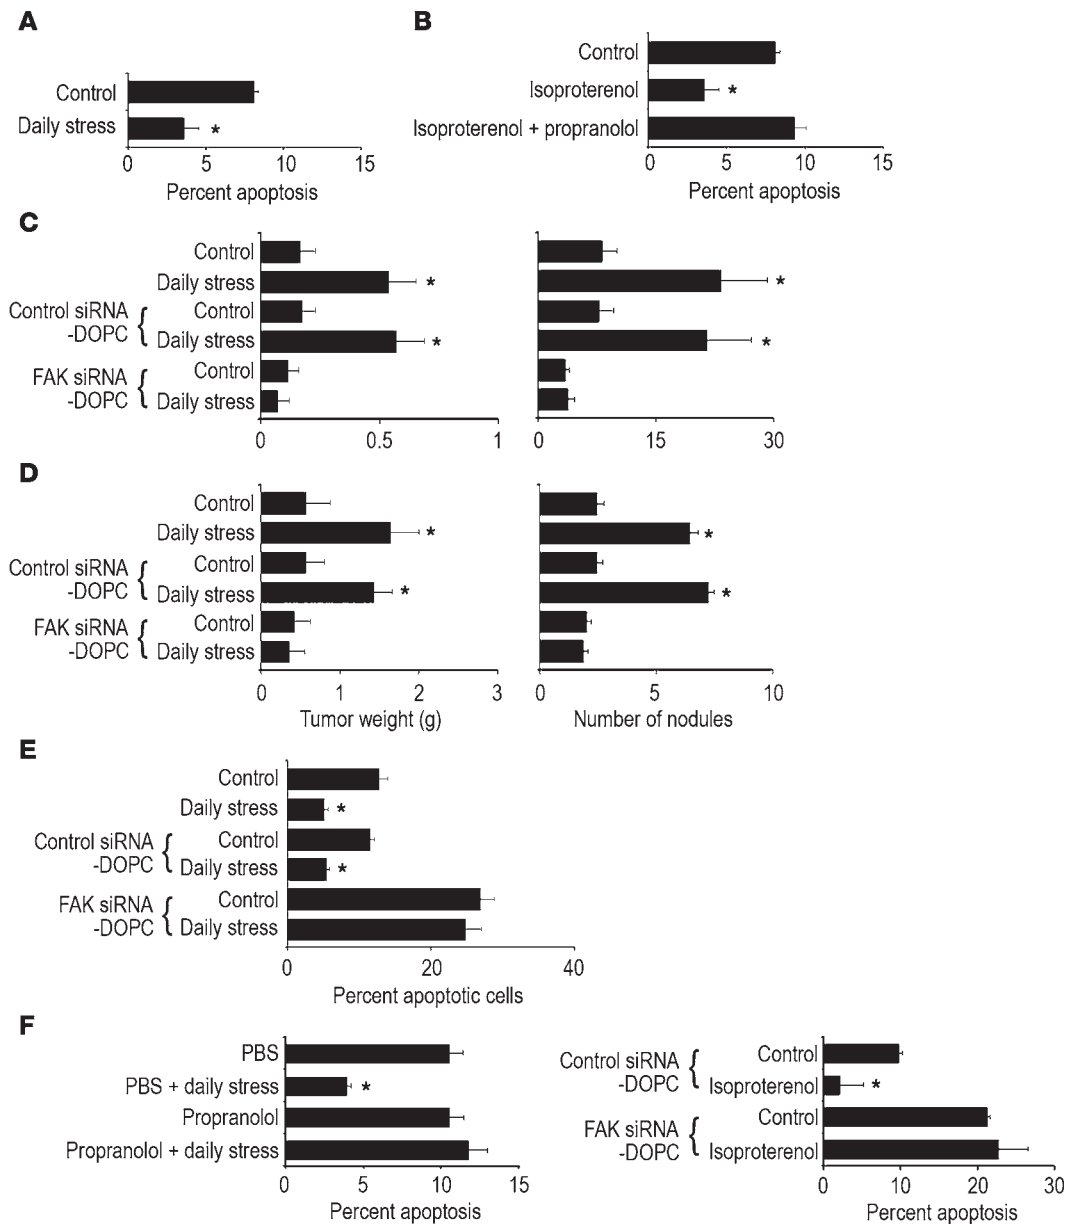 A
Control
Daily stress
*
0 5 10 15
Percent apoptosis
B
Control
Isoproterenol
*
Isoproterenol + propranolol
0 5 10 15
Percent apoptosis
C
Control
Daily stress
* *
Control siRNA
-DOPC
{
Control
Daily stress
* *
FAK siRNA
-DOPC
{
Control
Daily stress
0 0.5 1
0 15 30
D
Control
Daily stress
* *
Control siRNA
-DOPC
{
Control
Daily stress
* *
FAK siRNA
-DOPC
{
Control
Daily stress
0 1 2 3
Tumor weight (g)
0 5 10
Number of nodules
E
Control
Daily stress
*
Control siRNA
-DOPC
{
Control
Daily stress
*
FAK siRNA
-DOPC
{
Control
Daily stress
0 20 40
Percent apoptotic cells
F
PBS
PBS + daily stress
*
Propranolol
Propranolol + daily stress
0 5 10 15
Percent apoptosis
Control siRNA
-DOPC
{
Control
Isoproterenol
*
FAK siRNA
-DOPC
{
Control
Isoproterenol
0 10 20 30
Percent apoptosis